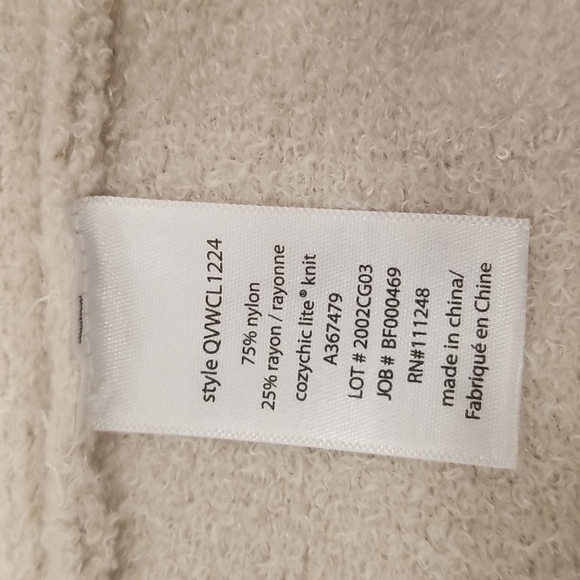 style QVWCL1224
75% nylon
25% rayon / rayonne
cozychic lite® knit
A367479
LOT # 2002CG03
JOB # BF000469
RN#111248
made in china/
Fabriqué en Chine